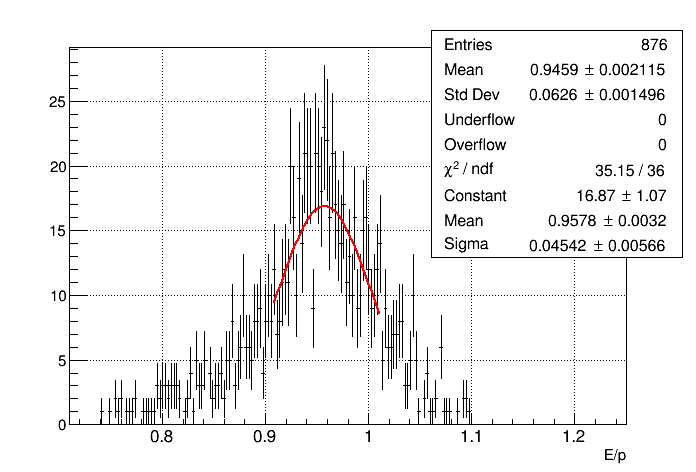 Entries 876
Mean 0.9459 ± 0.002115
Std Dev 0.0626 ± 0.001496
Underflow 0
Overflow 0
χ² / ndf 35.15 / 36
Constant 16.87 ± 1.07
Mean 0.9578 ± 0.0032
Sigma 0.04542 ± 0.00566
25
20
15
10
5
0
0.8 0.9 1 1.1 1.2
E/p